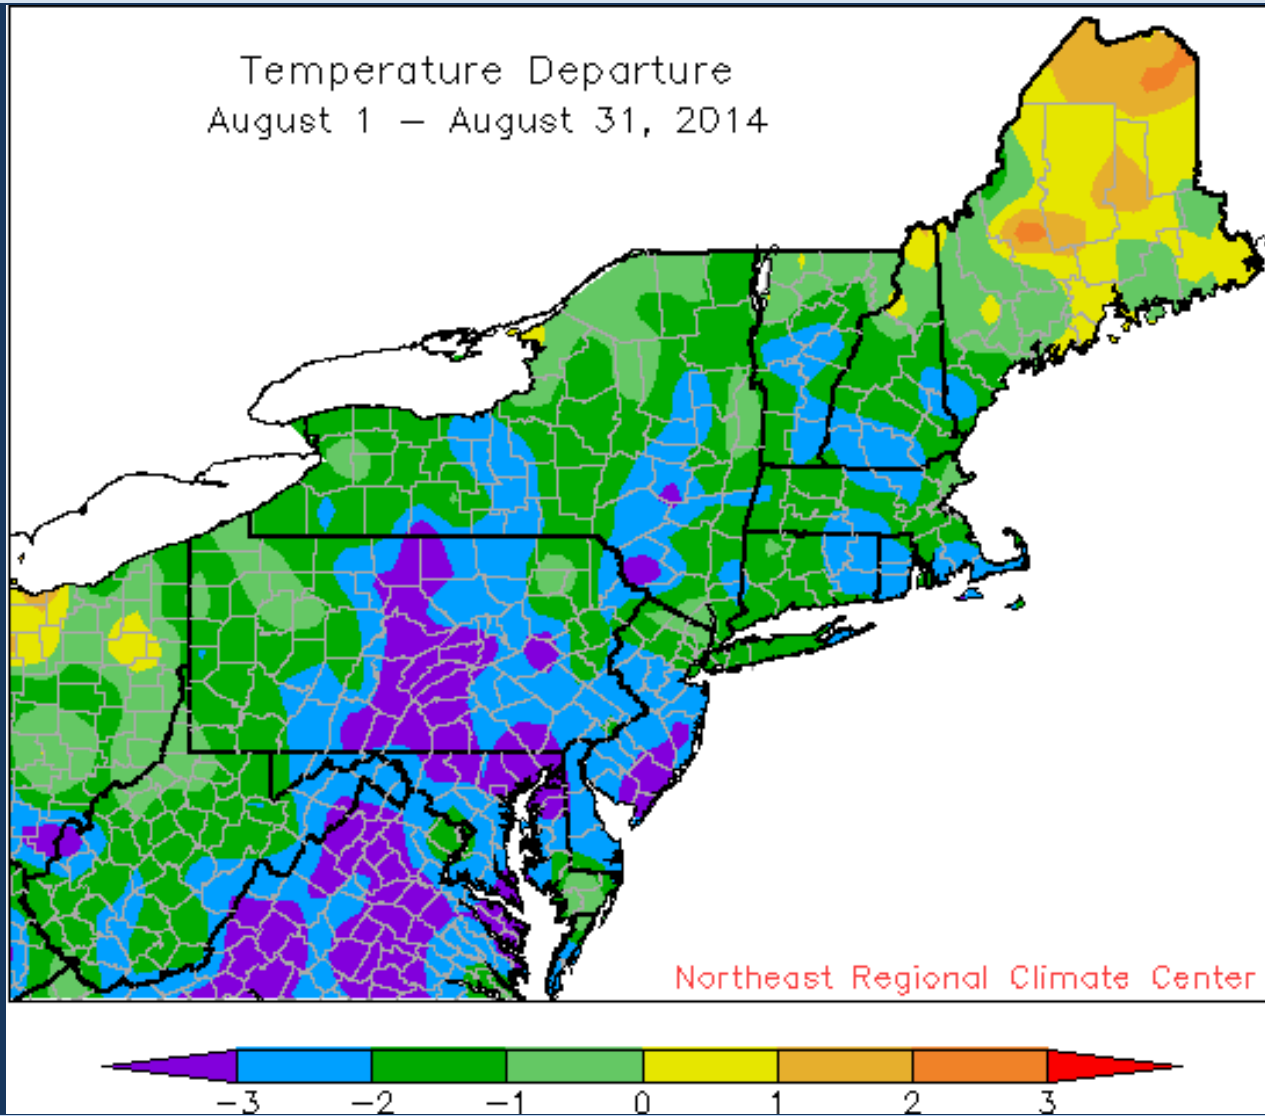 Temperature Departure
August 1 – August 31, 2014
Northeast Regional Climate Center
-3 -2 -1 0 1 2 3